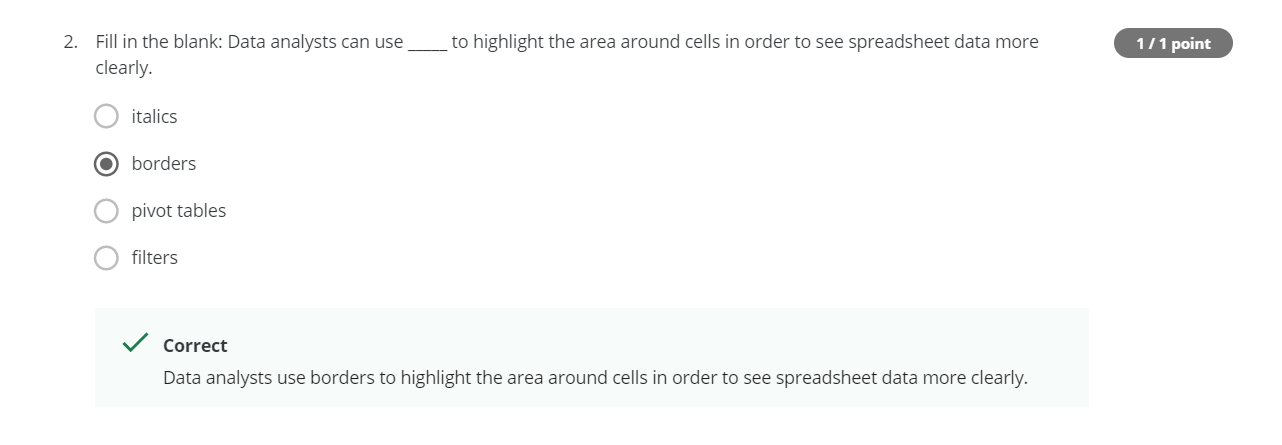 2. Fill in the blank: Data analysts can use _____ to highlight the area around cells in order to see spreadsheet data more
clearly.
1 / 1 point
italics
borders
pivot tables
filters
Correct
Data analysts use borders to highlight the area around cells in order to see spreadsheet data more clearly.